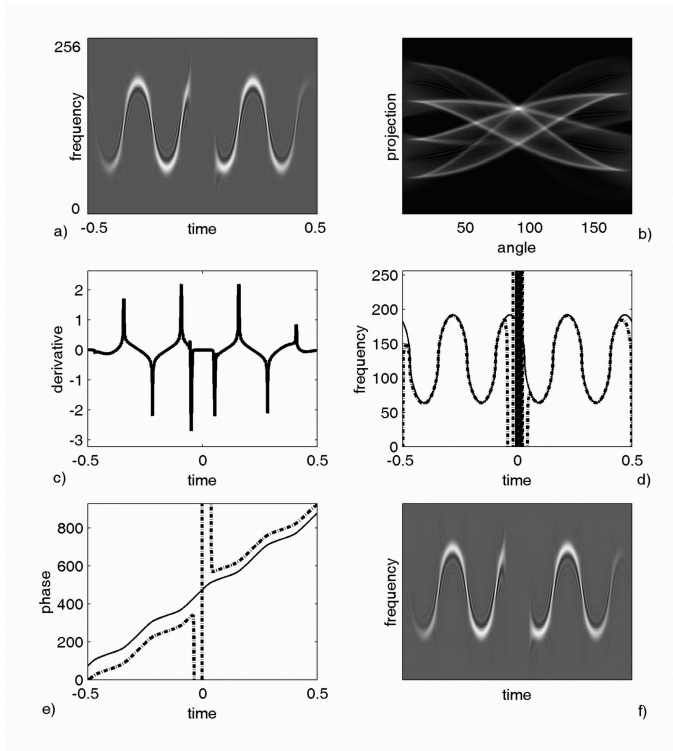 256
frequency
0
a)
-0.5
time
0.5
projection
50
100
150
angle
b)
2
1
0
-1
-2
-3
derivative
-0.5
0
0.5
c)
time
250
200
150
100
50
0
frequency
-0.5
0
0.5
time
d)
800
600
400
200
0
phase
-0.5
0
0.5
e)
time
frequency
time
f)